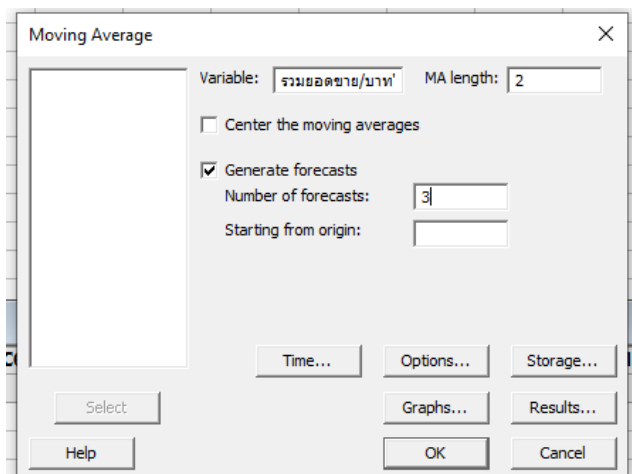 Moving Average
Variable: รวมยอดขาย/บาท' MA length: 2
Center the moving averages
Generate forecasts
Number of forecasts: 3
Starting from origin:
Time... Options... Storage...
Select Graphs... Results...
Help OK Cancel